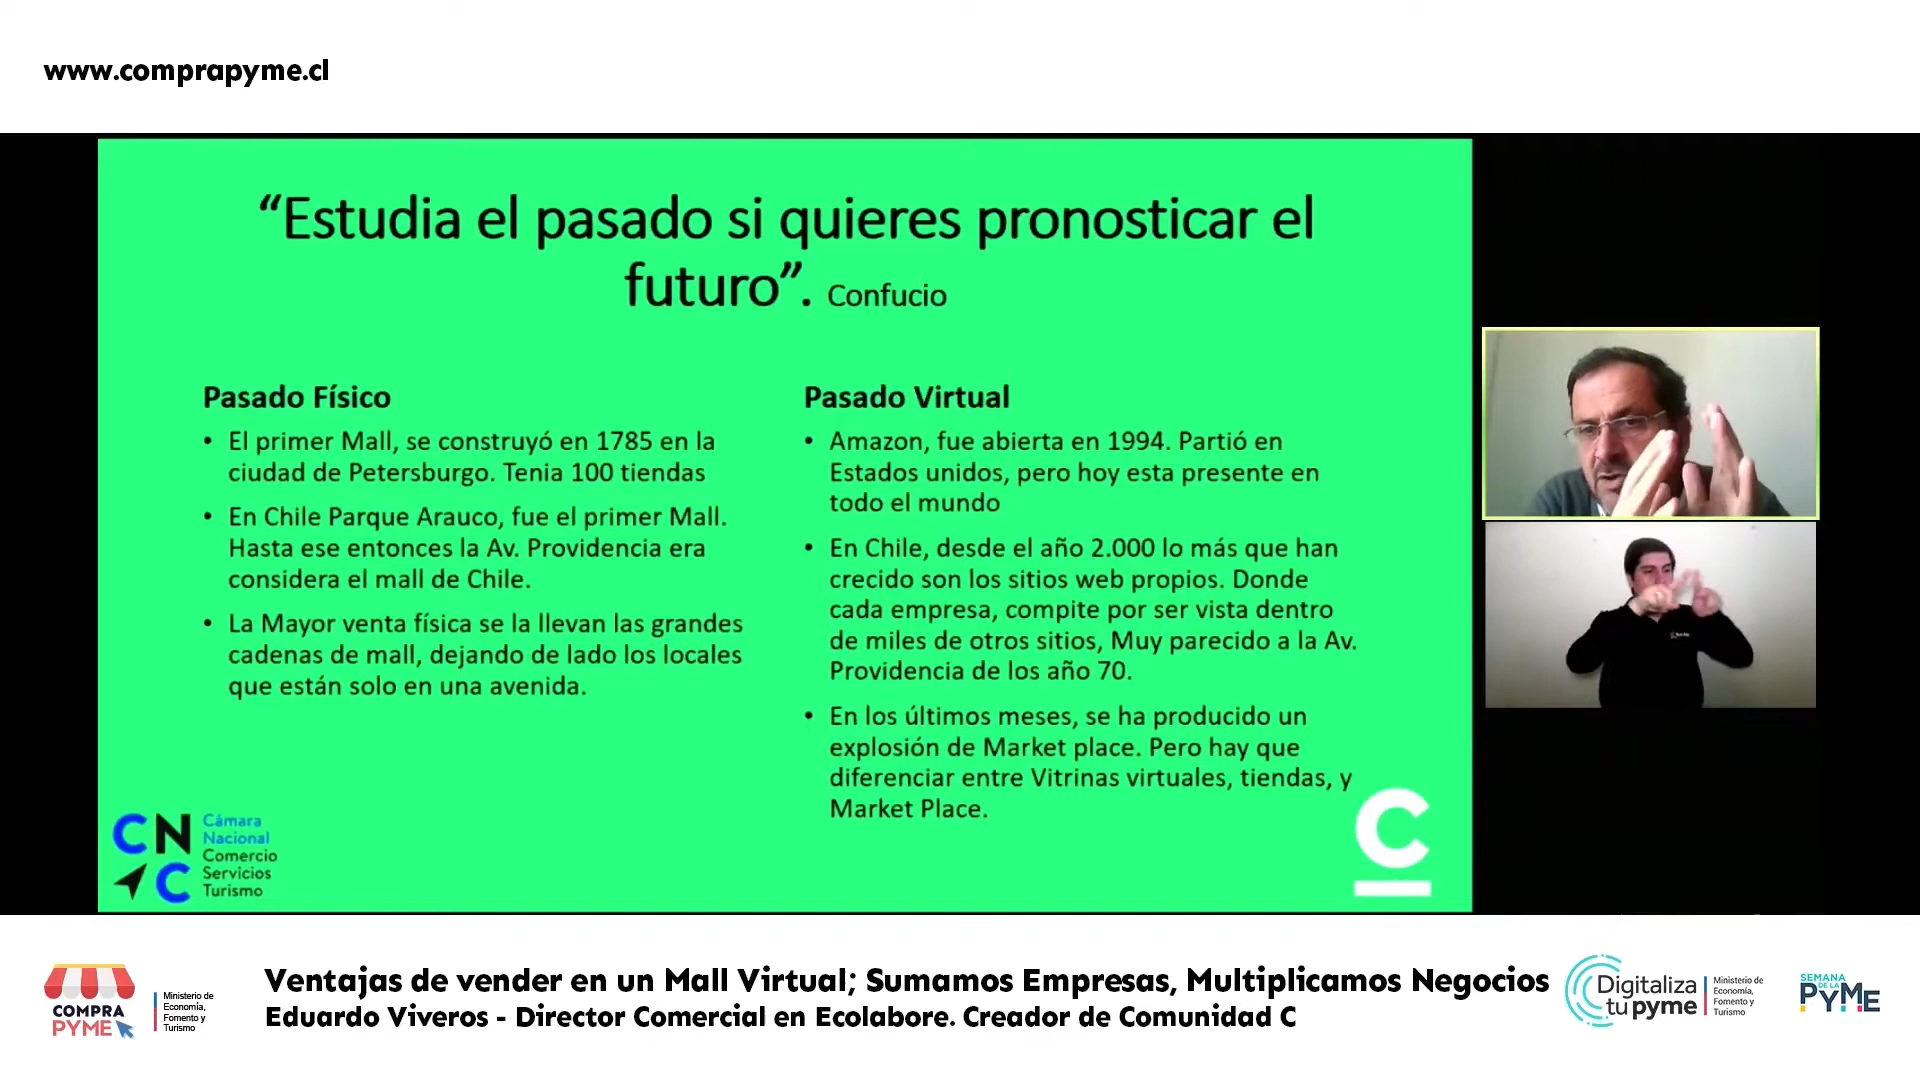 www.comprapyme.cl
“Estudia el pasado si quieres pronosticar el
futuro”. Confucio
Pasado Físico
• El primer Mall, se construyó en 1785 en la
ciudad de Petersburgo. Tenia 100 tiendas
• En Chile Parque Arauco, fue el primer Mall.
Hasta ese entonces la Av. Providencia era
considera el mall de Chile.
• La Mayor venta física se la llevan las grandes
cadenas de mall, dejando de lado los locales
que están solo en una avenida.
Pasado Virtual
• Amazon, fue abierta en 1994. Partió en
Estados unidos, pero hoy esta presente en
todo el mundo
• En Chile, desde el año 2.000 lo más que han
crecido son los sitios web propios. Donde
cada empresa, compite por ser vista dentro
de miles de otros sitios, Muy parecido a la Av.
Providencia de los año 70.
• En los últimos meses, se ha producido un
explosión de Market place. Pero hay que
diferenciar entre Vitrinas virtuales, tiendas, y
Market Place.
CNC
Cámara
Nacional
Comercio
Servicios
Turismo
C
COMPRA
PYME
Ministerio de
Economía,
Fomento y
Turismo
Ventajas de vender en un Mall Virtual; Sumamos Empresas, Multiplicamos Negocios
Eduardo Viveros - Director Comercial en Ecolabore. Creador de Comunidad C
Digitaliza
tu pyme
Ministerio de
Economía,
Fomento y
Turismo
SEMANA
DE LA
PYME